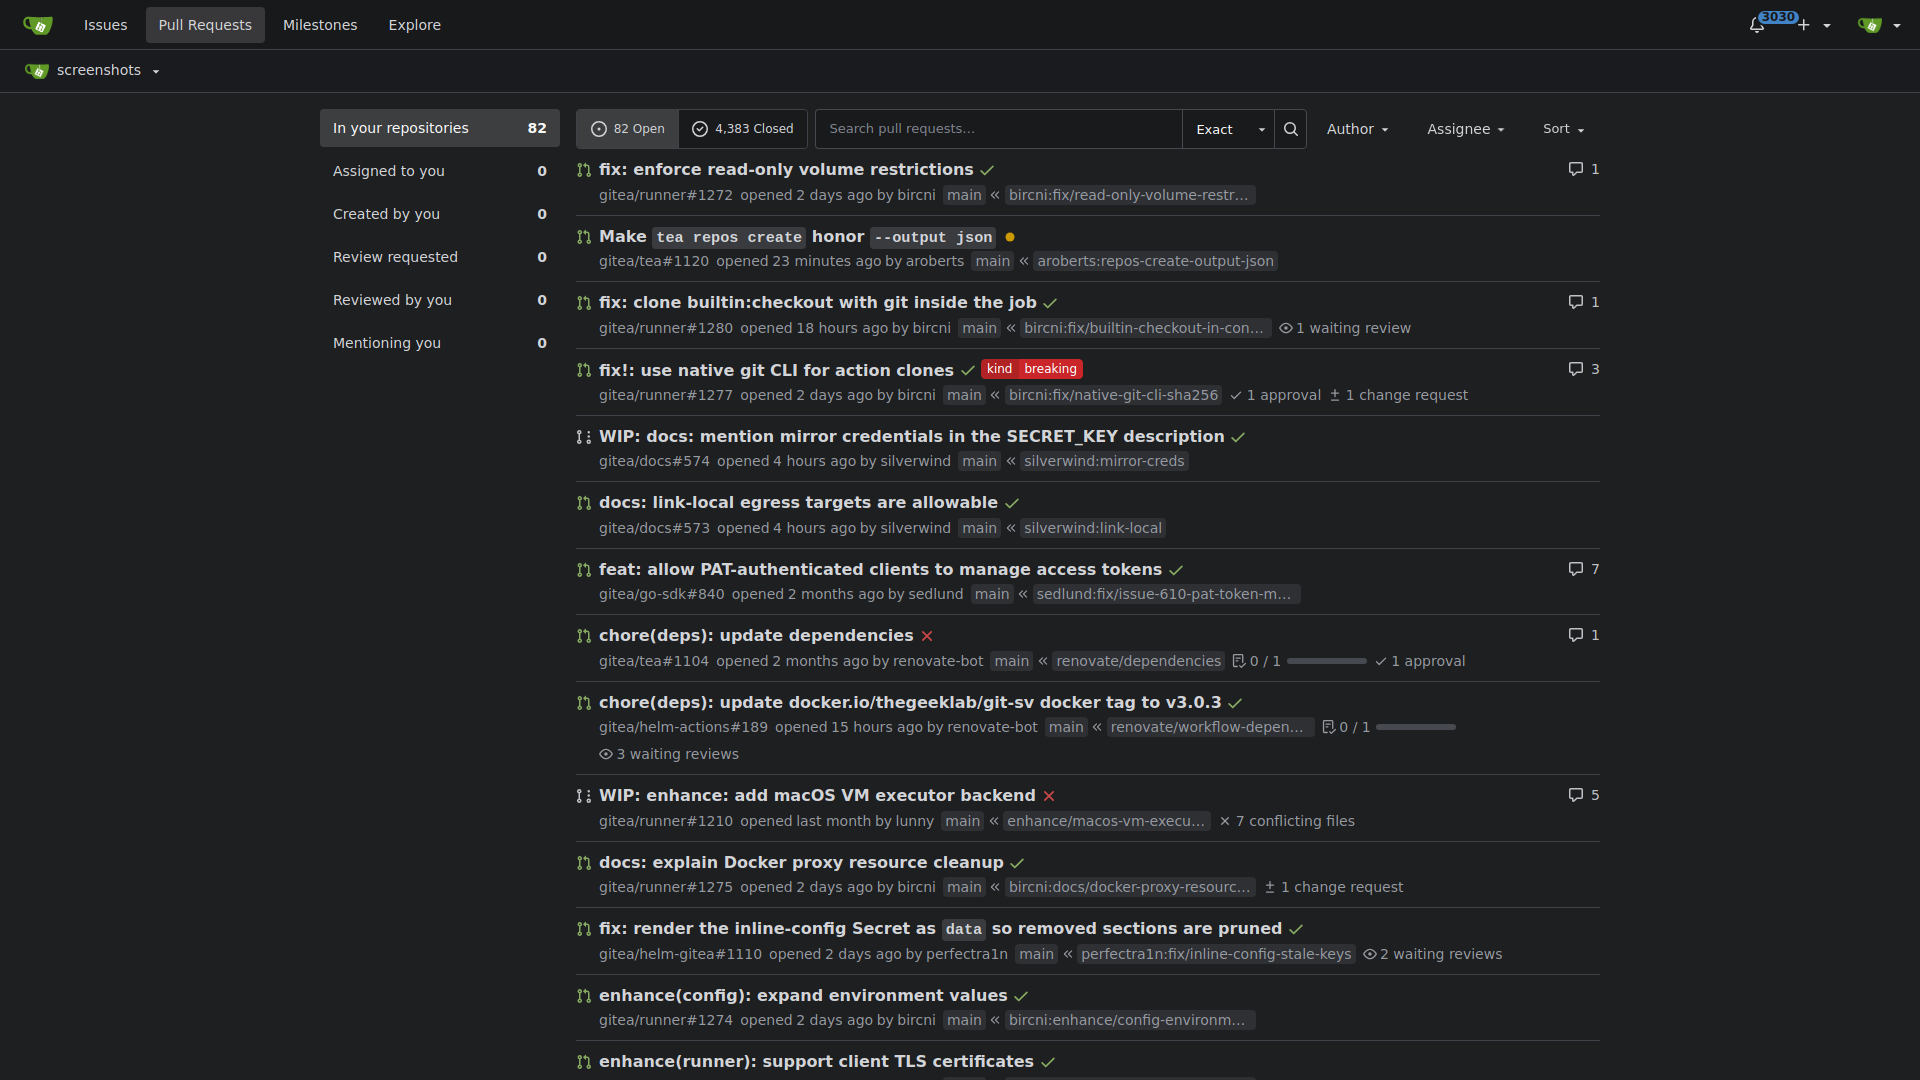 Issues Pull Requests Milestones Explore 3030
screenshots
In your repositories 82
Assigned to you 0
Created by you 0
Review requested 0
Reviewed by you 0
Mentioning you 0
82 Open 4,383 Closed Search pull requests... Exact Author Assignee Sort
fix: enforce read-only volume restrictions 1
gitea/runner#1272 opened 2 days ago by bircni main « bircni:fix/read-only-volume-restr...
Make tea repos create honor --output json
gitea/tea#1120 opened 23 minutes ago by aroberts main « aroberts:repos-create-output-json
fix: clone builtin:checkout with git inside the job 1
gitea/runner#1280 opened 18 hours ago by bircni main « bircni:fix/builtin-checkout-in-con... 1 waiting review
fix!: use native git CLI for action clones kind breaking 3
gitea/runner#1277 opened 2 days ago by bircni main « bircni:fix/native-git-cli-sha256 1 approval 1 change request
WIP: docs: mention mirror credentials in the SECRET_KEY description
gitea/docs#574 opened 4 hours ago by silverwind main « silverwind:mirror-creds
docs: link-local egress targets are allowable
gitea/docs#573 opened 4 hours ago by silverwind main « silverwind:link-local
feat: allow PAT-authenticated clients to manage access tokens 7
gitea/go-sdk#840 opened 2 months ago by sedlund main « sedlund:fix/issue-610-pat-token-m...
chore(deps): update dependencies 1
gitea/tea#1104 opened 2 months ago by renovate-bot main « renovate/dependencies 0 / 1 1 approval
chore(deps): update docker.io/thegeeklab/git-sv docker tag to v3.0.3
gitea/helm-actions#189 opened 15 hours ago by renovate-bot main « renovate/workflow-depen... 0 / 1
3 waiting reviews
WIP: enhance: add macOS VM executor backend 5
gitea/runner#1210 opened last month by lunny main « enhance/macos-vm-execu... 7 conflicting files
docs: explain Docker proxy resource cleanup
gitea/runner#1275 opened 2 days ago by bircni main « bircni:docs/docker-proxy-resourc... 1 change request
fix: render the inline-config Secret as data so removed sections are pruned
gitea/helm-gitea#1110 opened 2 days ago by perfectra1n main « perfectra1n:fix/inline-config-stale-keys 2 waiting reviews
enhance(config): expand environment values
gitea/runner#1274 opened 2 days ago by bircni main « bircni:enhance/config-environm...
enhance(runner): support client TLS certificates